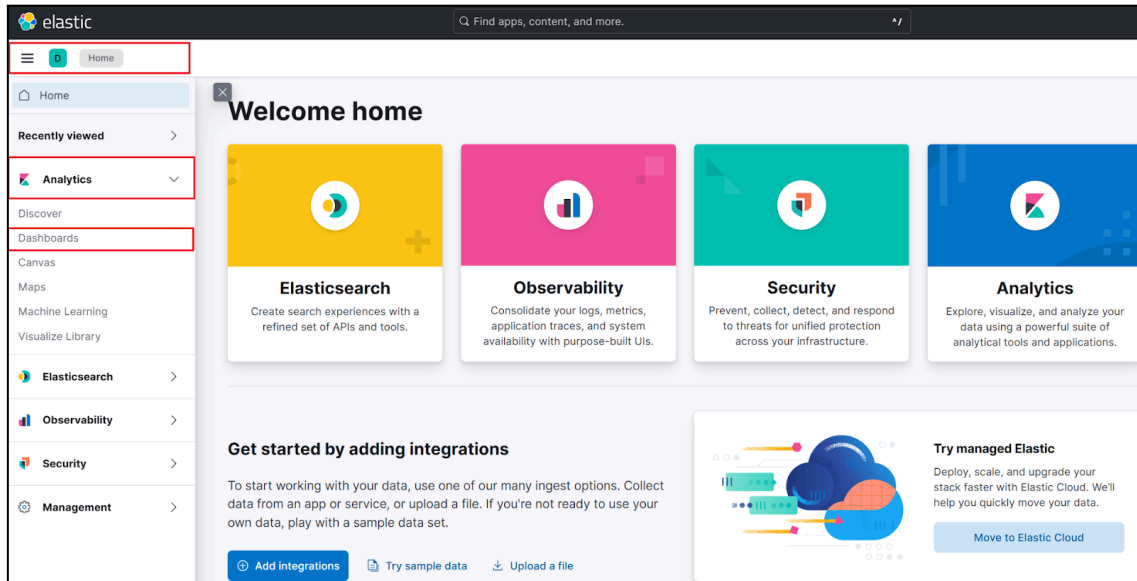 elastic
Find apps, content, and more.
^/
D
Home
Home
Recently viewed
Analytics
Discover
Dashboards
Canvas
Maps
Machine Learning
Visualize Library
Elasticsearch
Observability
Security
Management
Welcome home
Elasticsearch
Create search experiences with a
refined set of APIs and tools.
Observability
Consolidate your logs, metrics,
application traces, and system
availability with purpose-built UIs.
Security
Prevent, collect, detect, and respond
to threats for unified protection
across your infrastructure.
Analytics
Explore, visualize, and analyze your
data using a powerful suite of
analytical tools and applications.
Get started by adding integrations
To start working with your data, use one of our many ingest options. Collect
data from an app or service, or upload a file. If you're not ready to use your
own data, play with a sample data set.
Add integrations
Try sample data
Upload a file
Try managed Elastic
Deploy, scale, and upgrade your
stack faster with Elastic Cloud. We'll
help you quickly move your data.
Move to Elastic Cloud